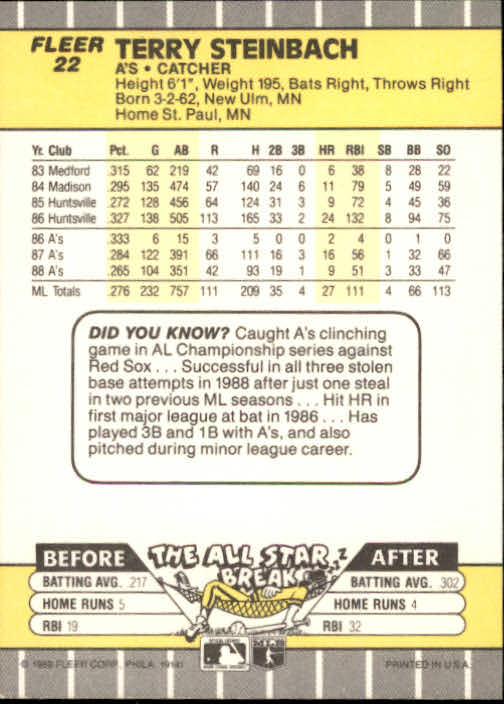 FLEER
22
TERRY STEINBACH
A'S • CATCHER
Height 6'1", Weight 195, Bats Right, Throws Right
Born 3-2-62, New Ulm, MN
Home St. Paul, MN
Yr. Club Pct. G AB R H 2B 3B HR RBI SB BB SO
83 Medford .315 62 219 42 69 16 0 6 38 8 28 22
84 Madison .295 135 474 57 140 24 6 11 79 5 49 59
85 Huntsville .272 128 456 64 124 31 3 9 72 4 45 36
86 Huntsville .327 138 505 113 165 33 2 24 132 8 94 75
86 A's .333 6 15 3 5 0 0 2 4 0 1 0
87 A's .284 122 391 66 111 16 3 16 56 1 32 66
88 A's .265 104 351 42 93 19 1 9 51 3 33 47
ML Totals .276 232 757 111 209 35 4 27 111 4 66 113
DID YOU KNOW? Caught A's clinching
game in AL Championship series against
Red Sox . . . Successful in all three stolen
base attempts in 1988 after just one steal
in two previous ML seasons . . . Hit HR in
first major league at bat in 1986 . . . Has
played 3B and 1B with A's, and also
pitched during minor league career.
BEFORE THE ALL STAR BREAK AFTER
BATTING AVG. .217 BATTING AVG. .302
HOME RUNS 5 HOME RUNS 4
RBI 19 RBI 32
© 1989 FLEER CORP., PHILA. 19141 PRINTED IN U.S.A.